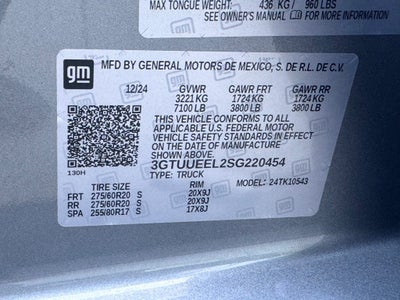 MAX TONGUE WEIGHT: 436 KG / 960 LBS
SEE OWNER'S MANUAL FOR MORE INFORMATION
gm MFD BY GENERAL MOTORS DE MEXICO, S. DE R.L. DE C.V.
12/24 GVWR GAWR FRT GAWR RR
3221 KG 1724 KG 1724 KG
7100 LB 3800 LB 3800 LB
THIS VEHICLE CONFORMS TO ALL
APPLICABLE U.S. FEDERAL MOTOR
VEHICLE SAFETY STANDARDS IN EFFECT
ON THE DATE OF MANUFACTURE
SHOWN ABOVE.
130H 3GTUUEEL2SG220454
TYPE: TRUCK
TIRE SIZE RIM 24TK10543
FRT 275/60R20 S 20X9J
RR 275/60R20 S 20X9J
SPA 255/80R17 S 17X8J